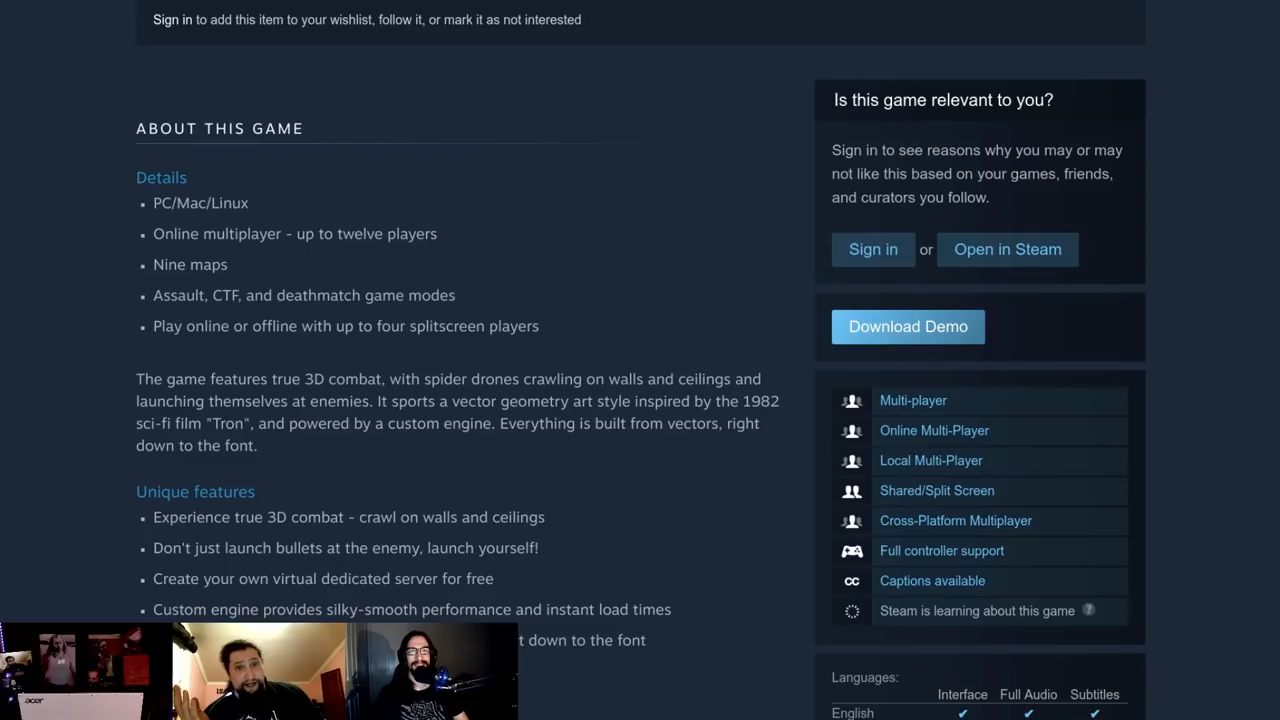 Sign in to add this item to your wishlist, follow it, or mark it as not interested
ABOUT THIS GAME
Details
PC/Mac/Linux
Online multiplayer - up to twelve players
Nine maps
Assault, CTF, and deathmatch game modes
Play online or offline with up to four splitscreen players
The game features true 3D combat, with spider drones crawling on walls and ceilings and
launching themselves at enemies. It sports a vector geometry art style inspired by the 1982
sci-fi film "Tron", and powered by a custom engine. Everything is built from vectors, right
down to the font.
Unique features
Experience true 3D combat - crawl on walls and ceilings
Don't just launch bullets at the enemy, launch yourself!
Create your own virtual dedicated server for free
Custom engine provides silky-smooth performance and instant load times
t down to the font
Is this game relevant to you?
Sign in to see reasons why you may or may
not like this based on your games, friends,
and curators you follow.
Sign in or Open in Steam
Download Demo
Multi-player
Online Multi-Player
Local Multi-Player
Shared/Split Screen
Cross-Platform Multiplayer
Full controller support
CC Captions available
Steam is learning about this game ?
Languages:
Interface Full Audio Subtitles
English ✔ ✔ ✔
acer